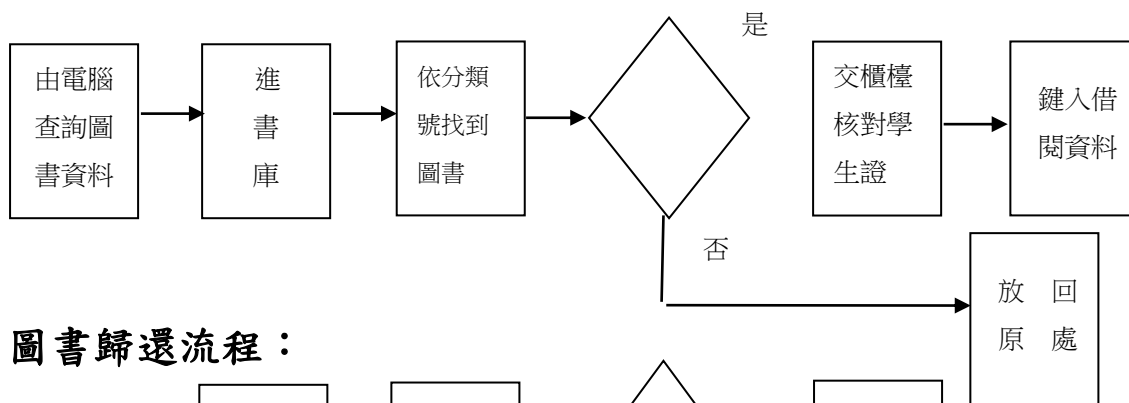 由電腦
查詢圖
書資料
進
書
庫
依分類
號找到
圖書
是
交櫃檯
核對學
生證
鍵入借
閱資料
否
放 回
原 處
圖書歸還流程：